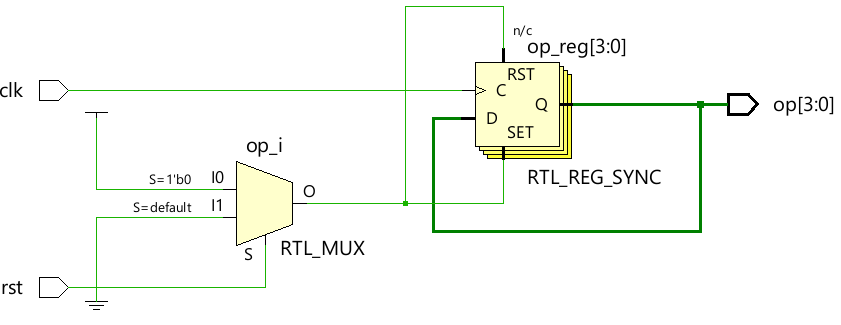 n/c
op_reg[3:0]
RST
clk
C
Q
op[3:0]
D
SET
op_i
RTL_REG_SYNC
S=1'b0
I0
O
S=default
I1
S
RTL_MUX
rst